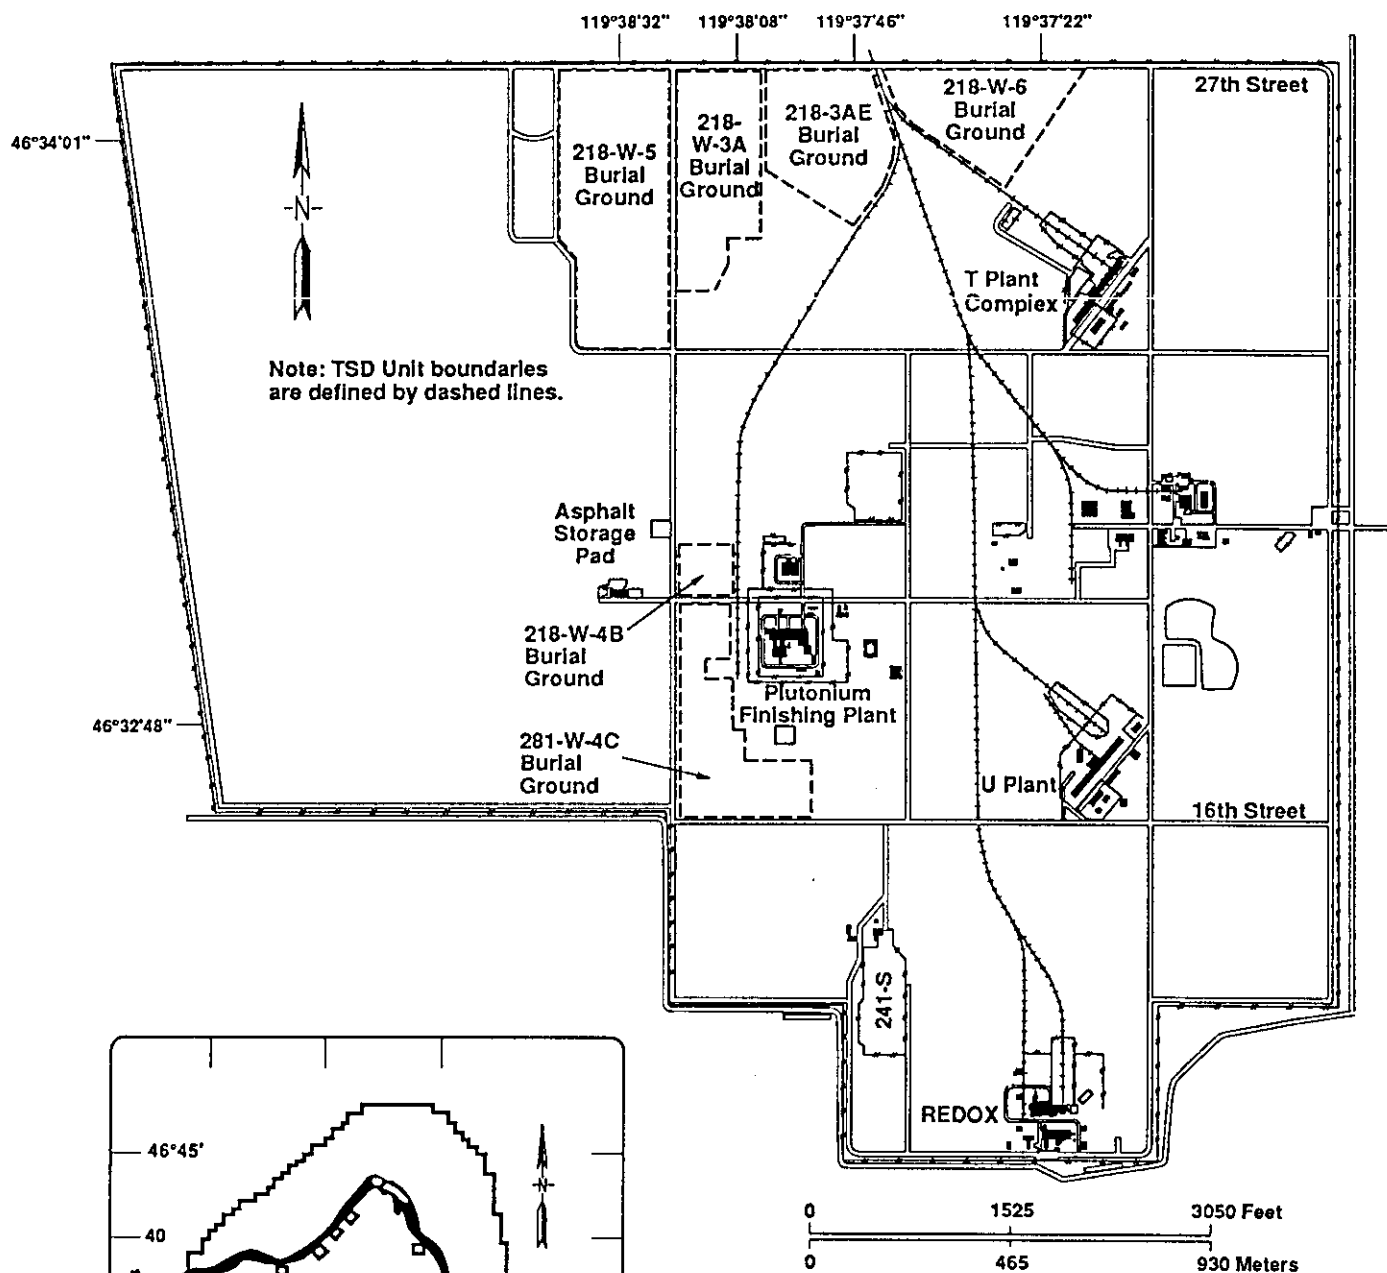 119°38'32" 119°38'08" 119°37'46" 119°37'22"
27th Street
46°34'01"
218-W-5
Burial
Ground
218-
W-3A
Burial
Ground
218-3AE
Burial
Ground
218-W-6
Burial
Ground
-N-
T Plant
Complex
Note: TSD Unit boundaries
are defined by dashed lines.
Asphalt
Storage
Pad
218-W-4B
Burial
Ground
Plutonium
Finishing Plant
46°32'48"
281-W-4C
Burial
Ground
U Plant
16th Street
241-S
REDOX
46°45'
-N-
40
0 1525 3050 Feet
0 465 930 Meters